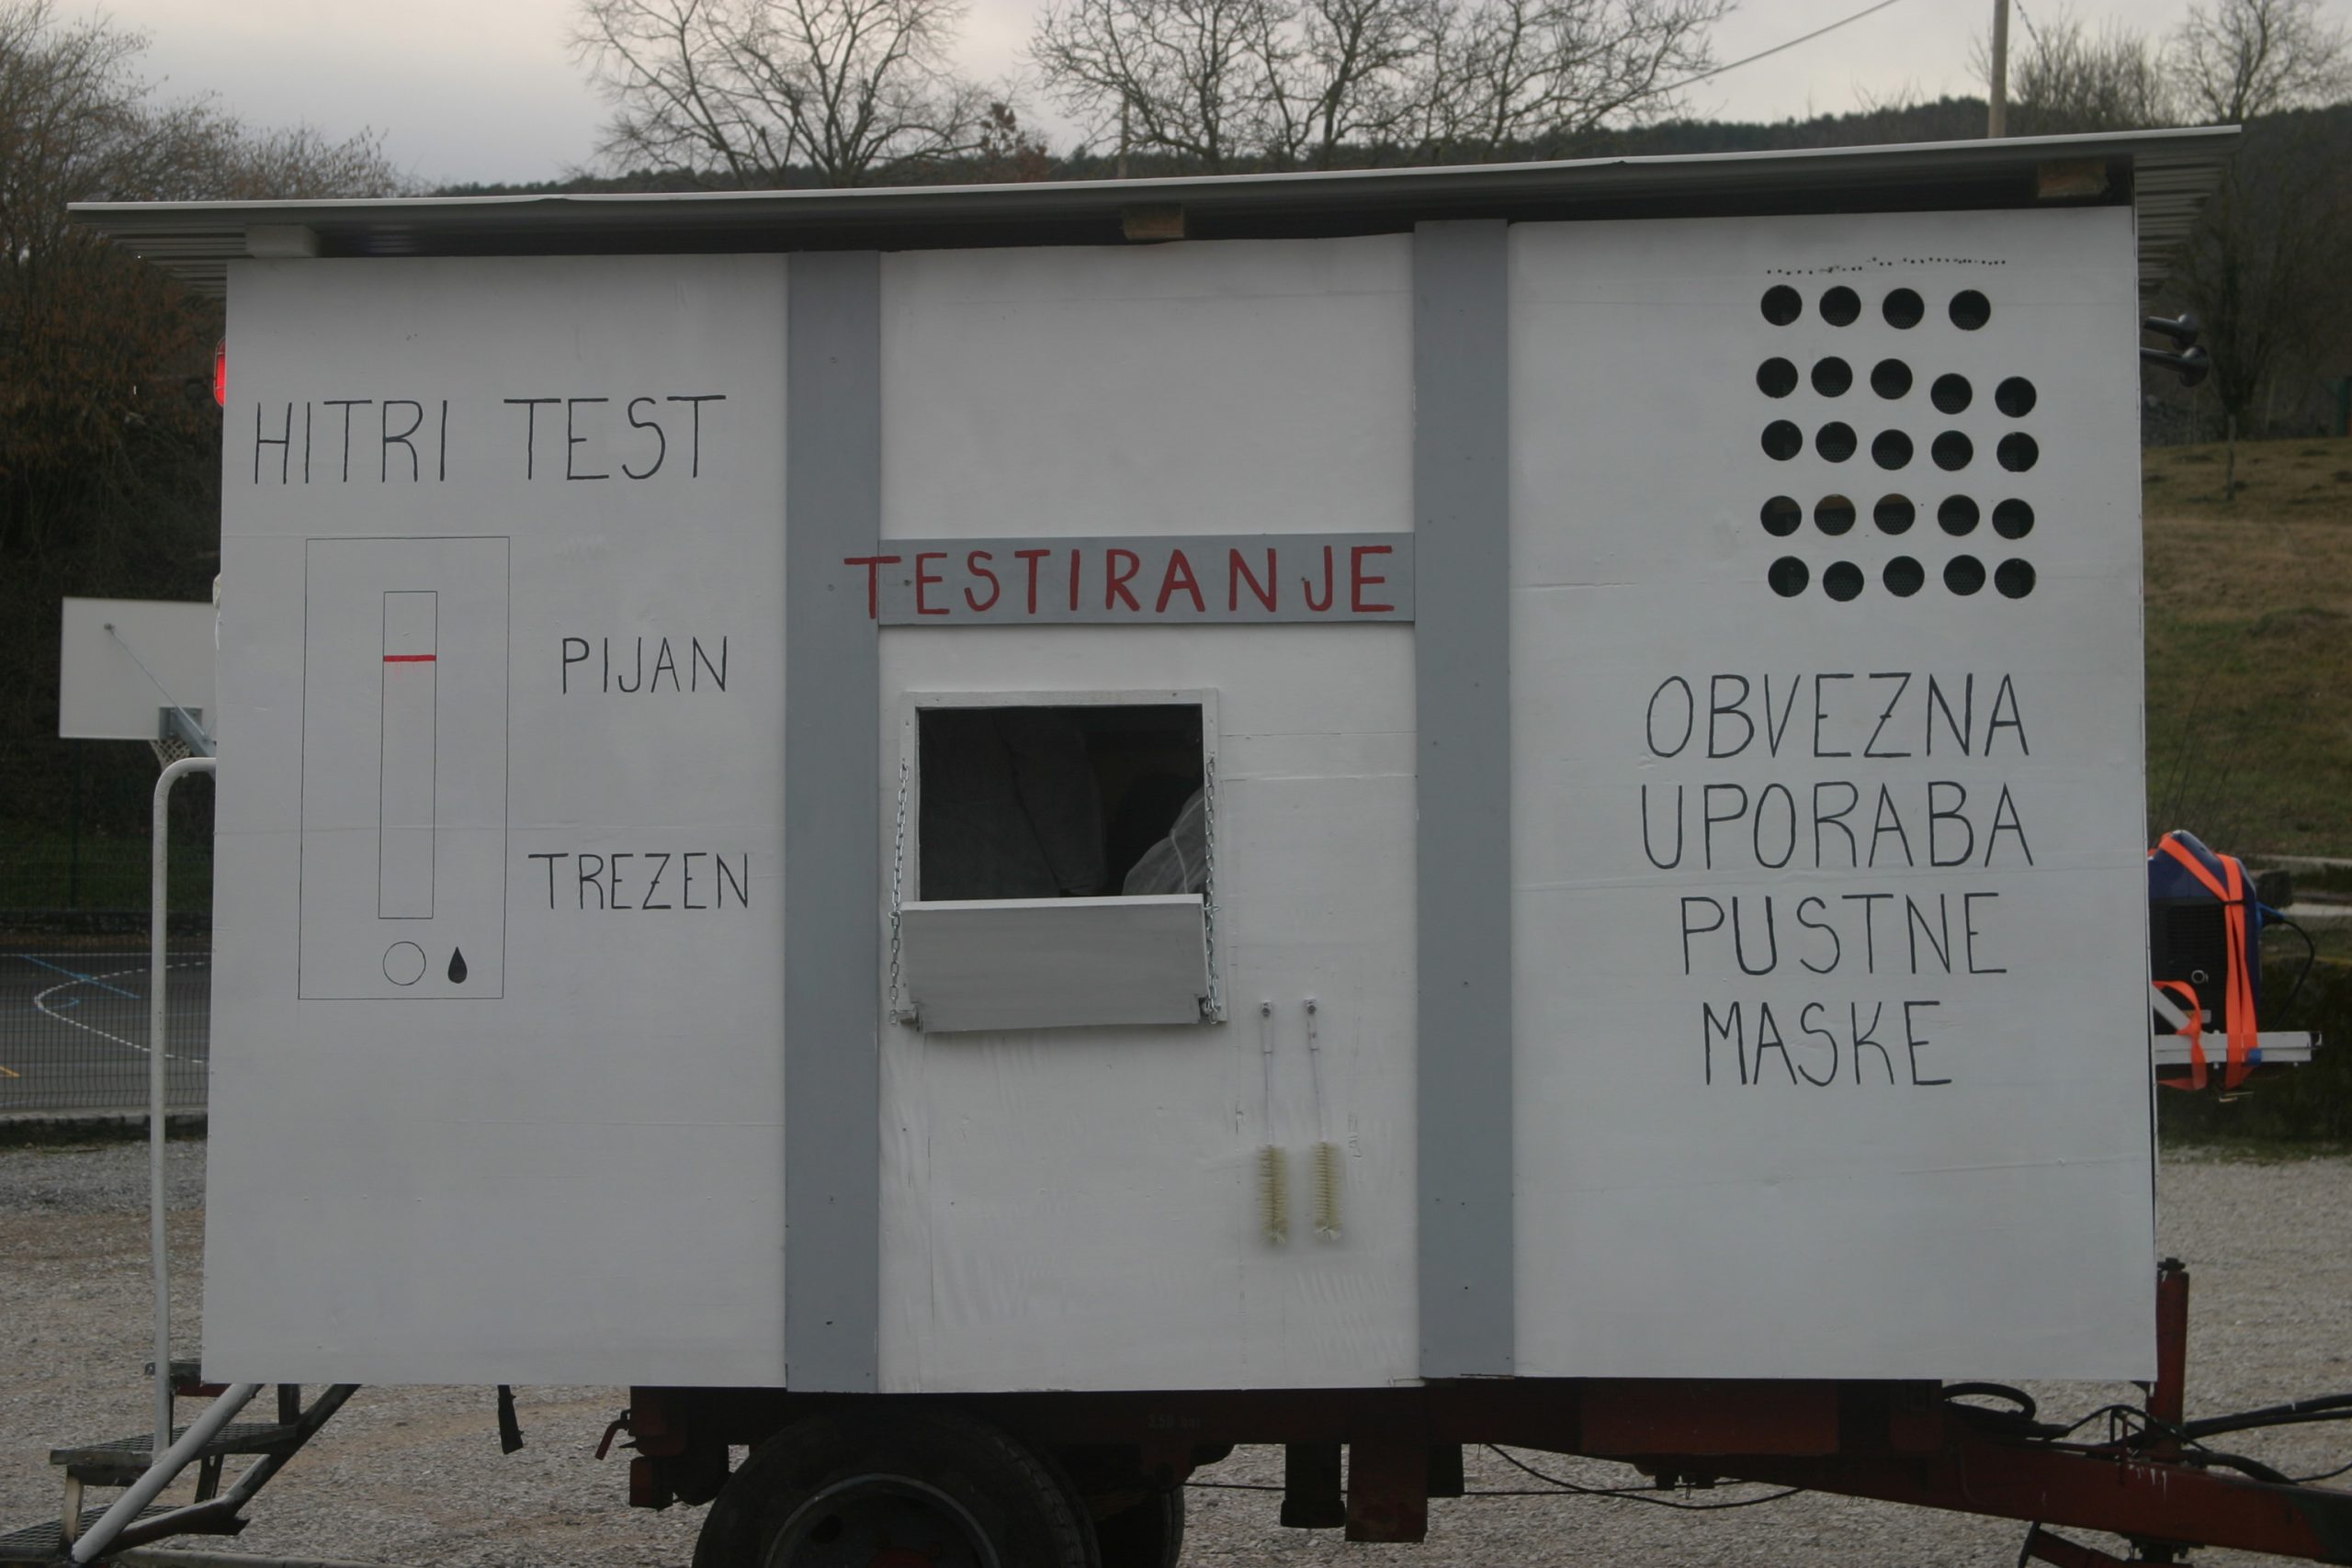 HITRI TEST
PIJAN
TREZEN
TESTIRANJE
OBVEZNA
UPORABA
PUSTNE
MASKE